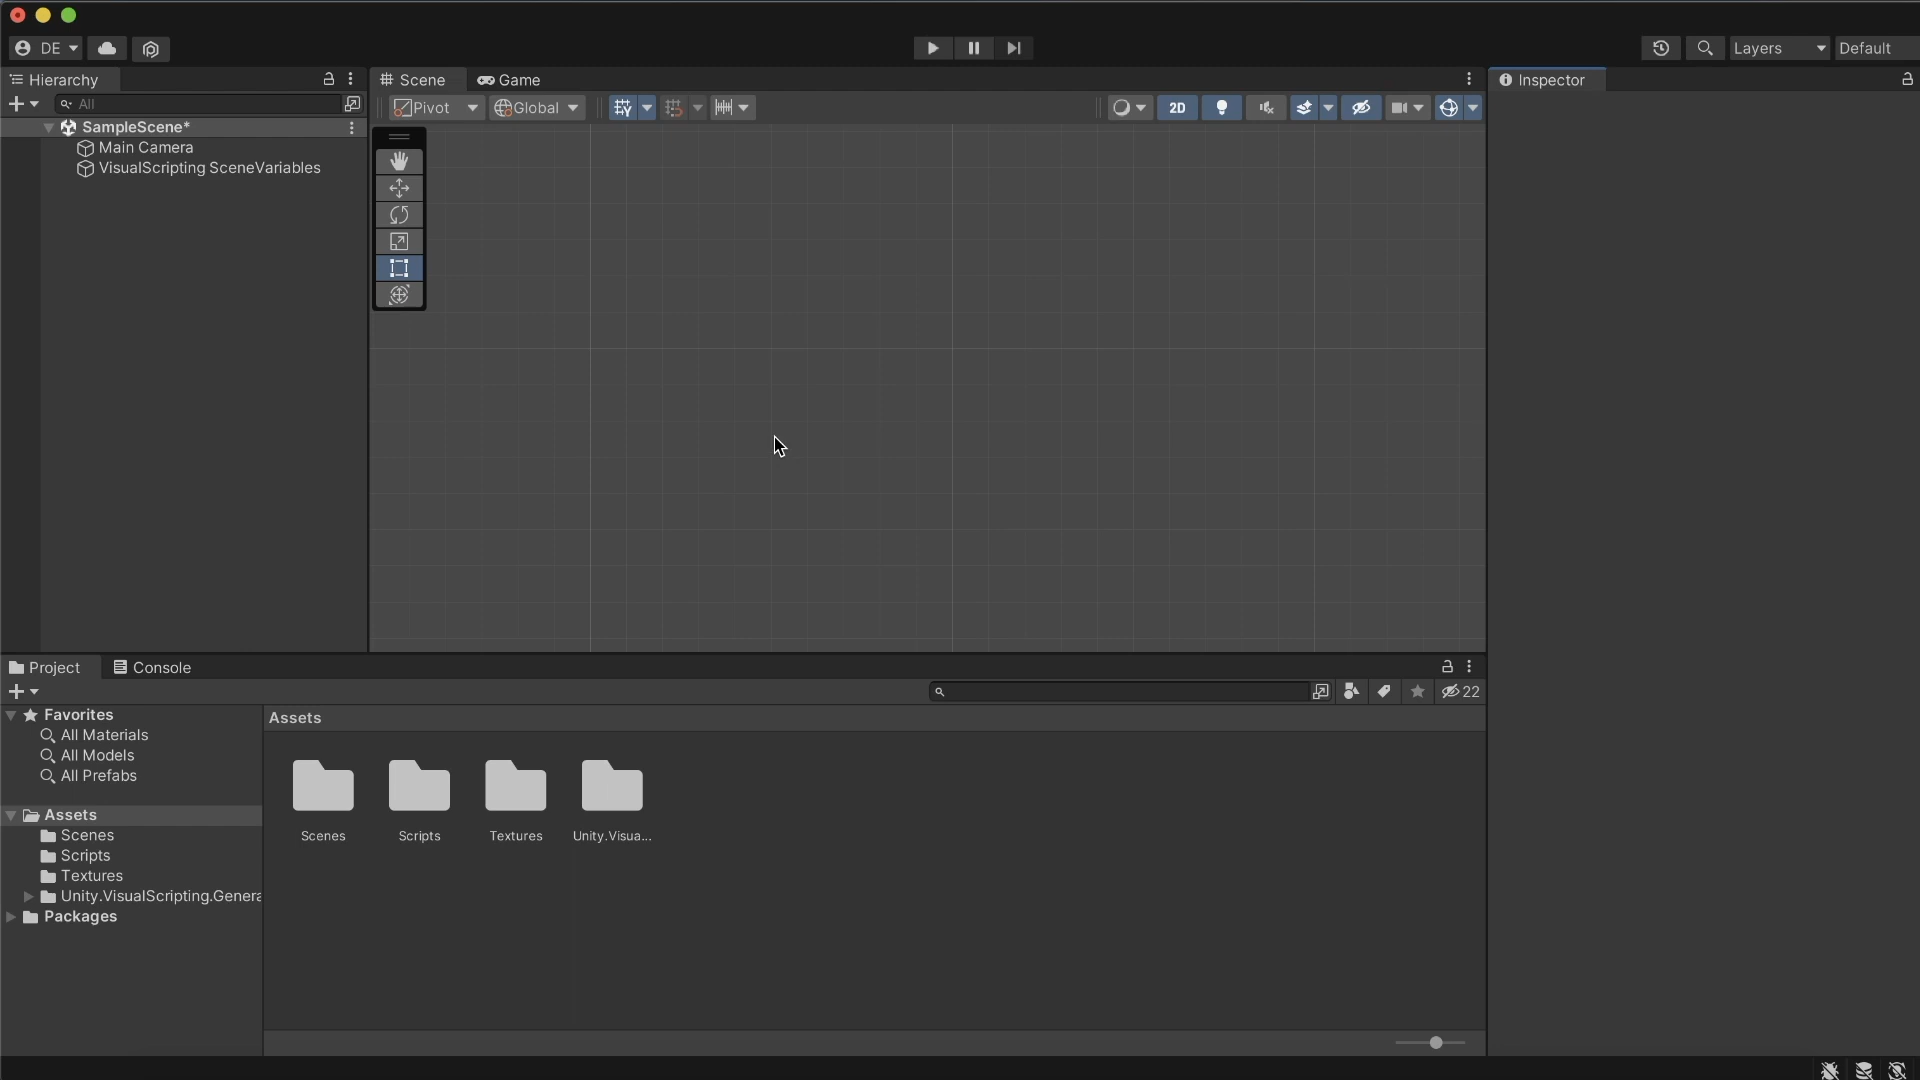 DE
Layers
Default
Hierarchy
Scene
Game
Inspector
All
Pivot
Global
2D
SampleScene*
Main Camera
VisualScripting SceneVariables
Project
Console
22
Favorites
All Materials
All Models
All Prefabs
Assets
Scenes
Scripts
Textures
Unity.VisualScripting.Genera
Packages
Assets
Scenes
Scripts
Textures
Unity.Visua...